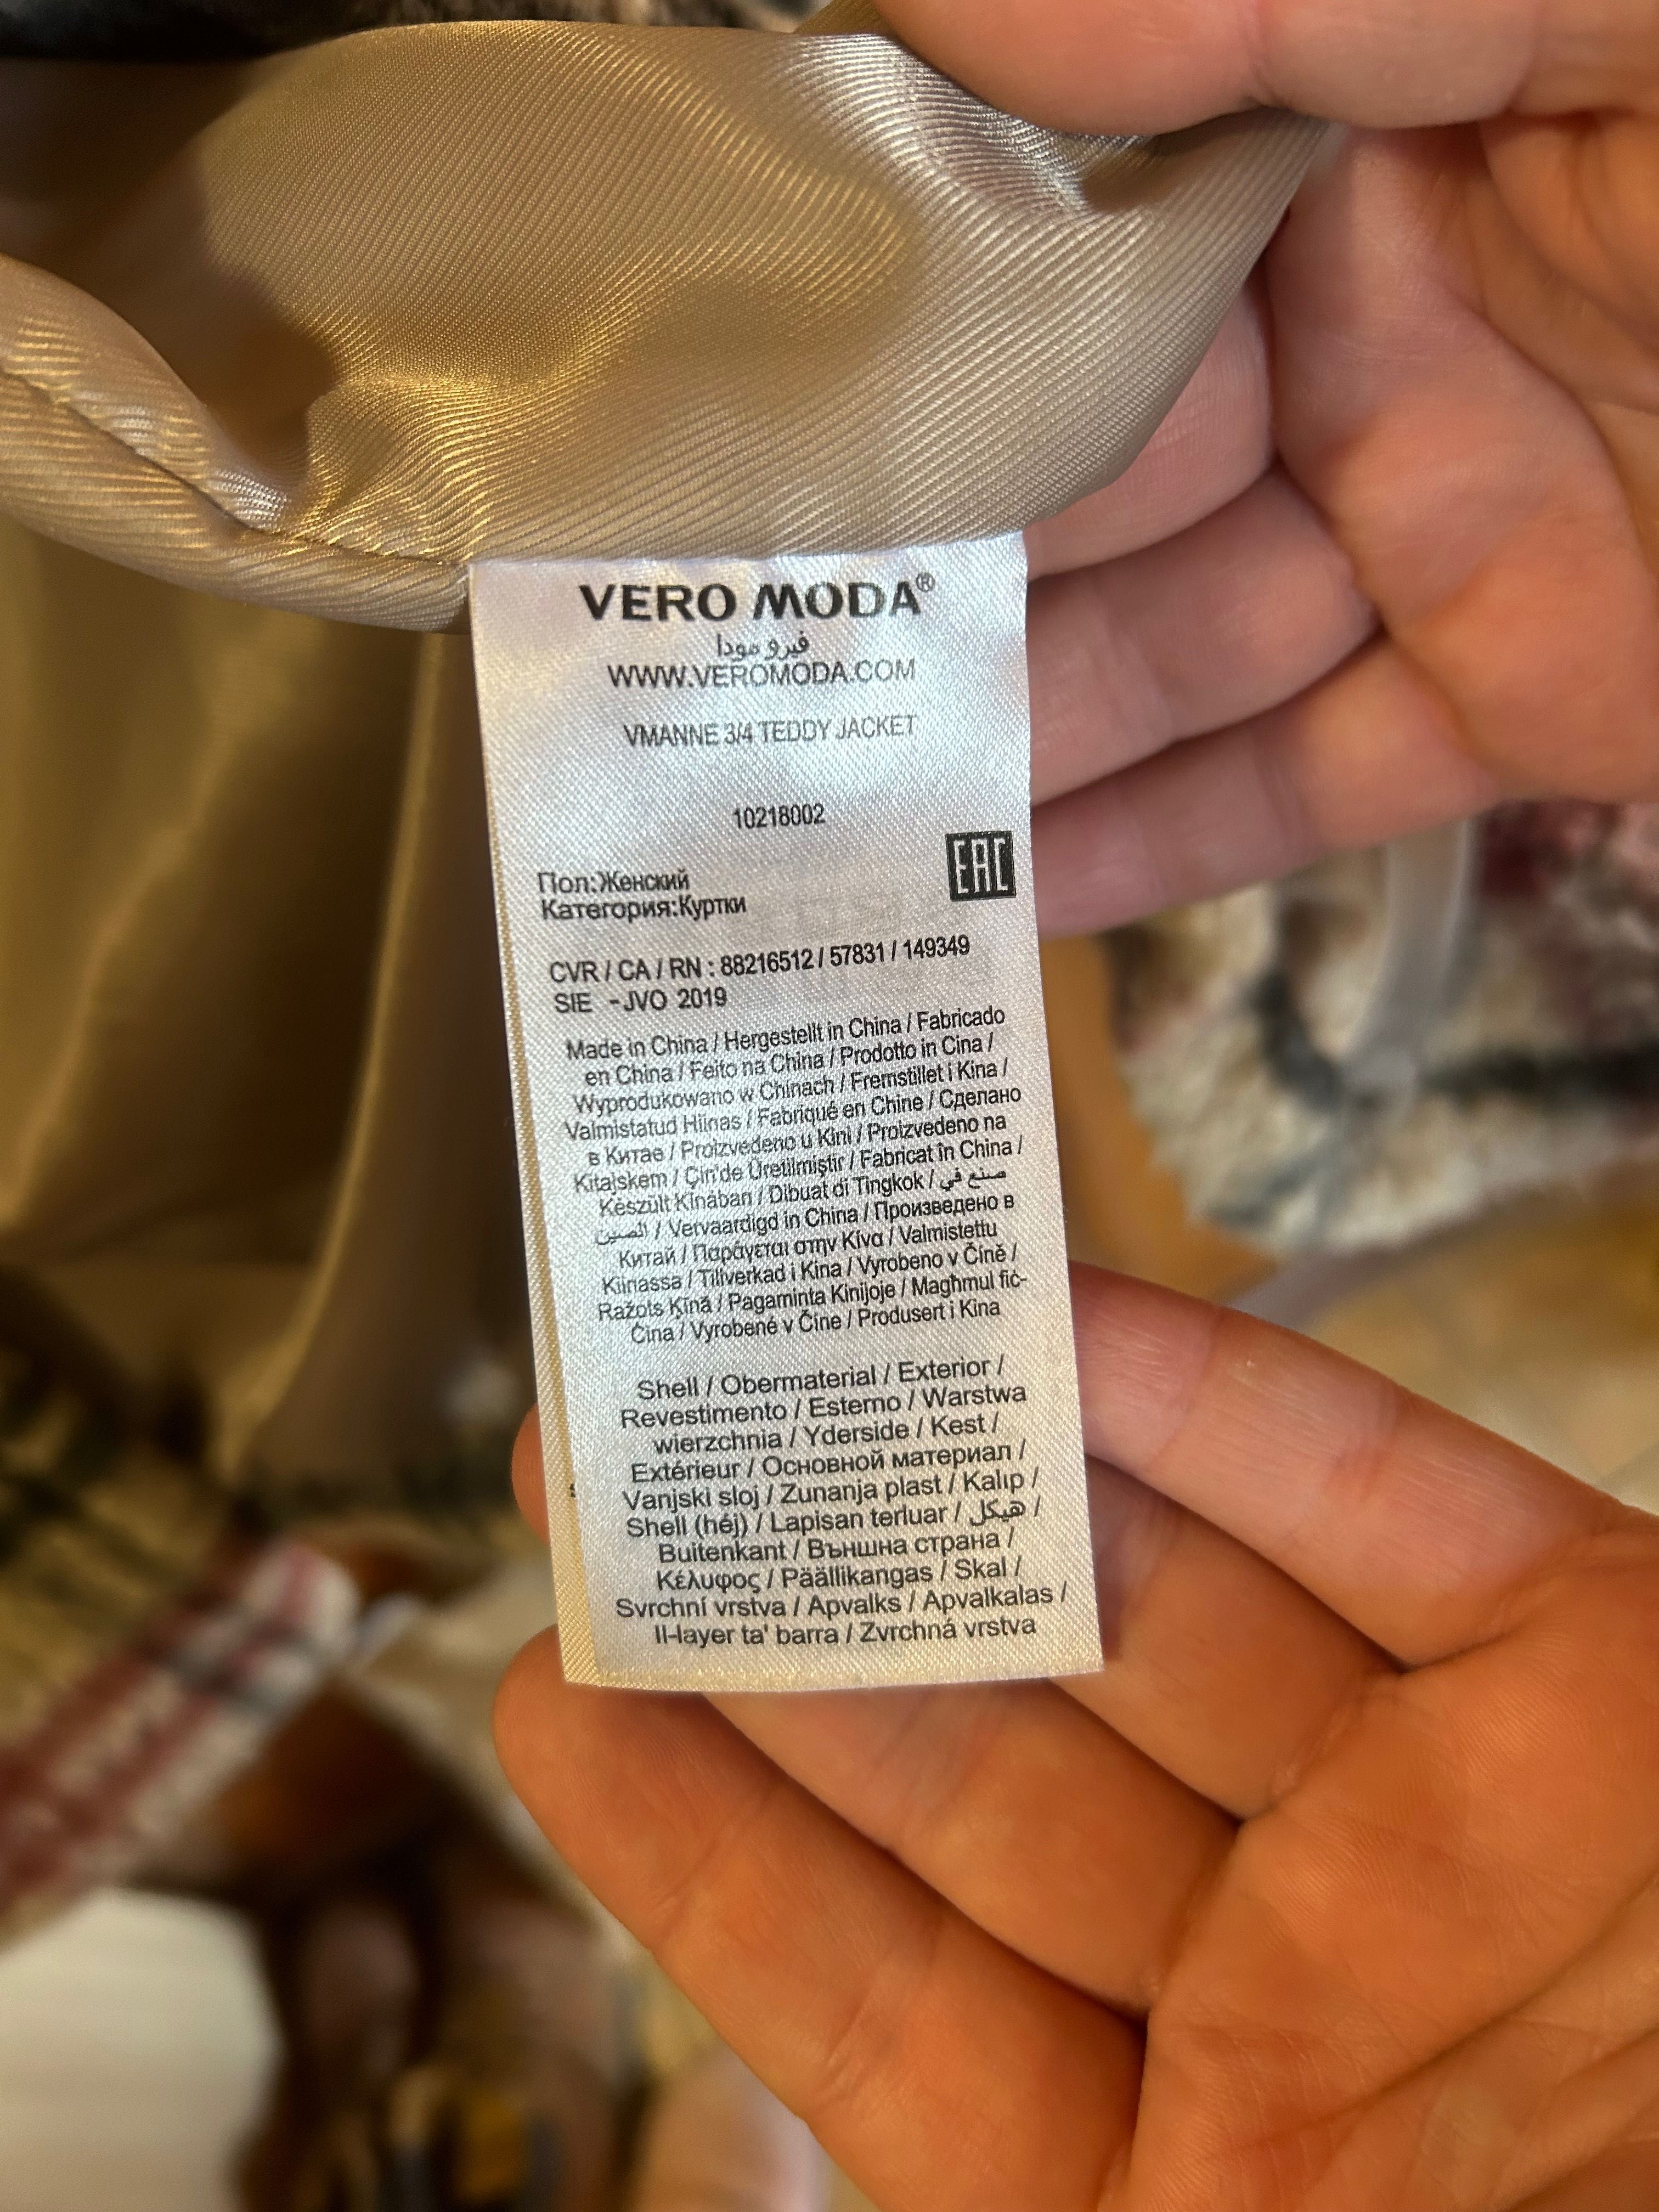 VERO MODA®
فيرو مودا
WWW.VEROMODA.COM
VMANNE 3/4 TEDDY JACKET
10218002
EAC
Пол:Женский
Категория:Куртки
CVR / CA / RN : 88216512 / 57831 / 149349
SIE - JVO 2019
Made in China / Hergestellt in China / Fabricado
en China / Feito na China / Prodotto in Cina /
Wyprodukowano w Chinach / Fremstillet i Kina /
Valmistatud Hiinas / Fabriqué en Chine / Сделано
в Китае / Proizvedeno u Kini / Proizvedeno na
Kitajskem / Çin'de Üretilmiştir / Fabricat în China /
Készült Kínában / Dibuat di Tingkok / صنع في
الصين / Vervaardigd in China / Произведено в
Китай / Παράγεται στην Κίνα / Valmistettu
Kiinassa / Tillverkad i Kina / Vyrobeno v Číně /
Ražots Ķīnā / Pagaminta Kinijoje / Magħmul fiċ-
Ċina / Vyrobené v Číne / Produsert i Kina
Shell / Obermaterial / Exterior /
Revestimento / Esterno / Warstwa
wierzchnia / Yderside / Kest /
Extérieur / Основной материал /
Vanjski sloj / Zunanja plast / Kalıp /
Shell (héj) / Lapisan terluar / هيكل /
Buitenkant / Външна страна /
Κέλυφος / Päällikangas / Skal /
Svrchní vrstva / Apvalks / Apvalkalas /
Il-layer ta' barra / Zvrchná vrstva